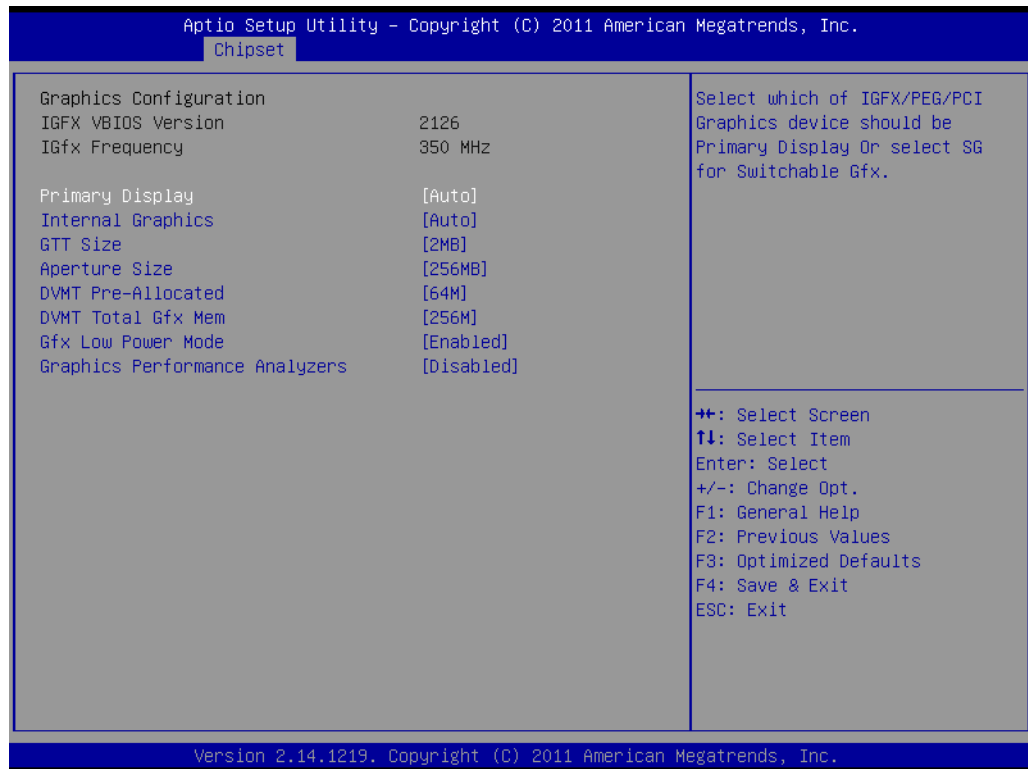 Aptio Setup Utility – Copyright (C) 2011 American Megatrends, Inc.
Chipset
Graphics Configuration
IGFX VBIOS Version 2126
IGfx Frequency 350 MHz
Primary Display [Auto]
Internal Graphics [Auto]
GTT Size [2MB]
Aperture Size [256MB]
DVMT Pre-Allocated [64M]
DVMT Total Gfx Mem [256M]
Gfx Low Power Mode [Enabled]
Graphics Performance Analyzers [Disabled]
Select which of IGFX/PEG/PCI
Graphics device should be
Primary Display Or select SG
for Switchable Gfx.
→←: Select Screen
↑↓: Select Item
Enter: Select
+/-: Change Opt.
F1: General Help
F2: Previous Values
F3: Optimized Defaults
F4: Save & Exit
ESC: Exit
Version 2.14.1219. Copyright (C) 2011 American Megatrends, Inc.